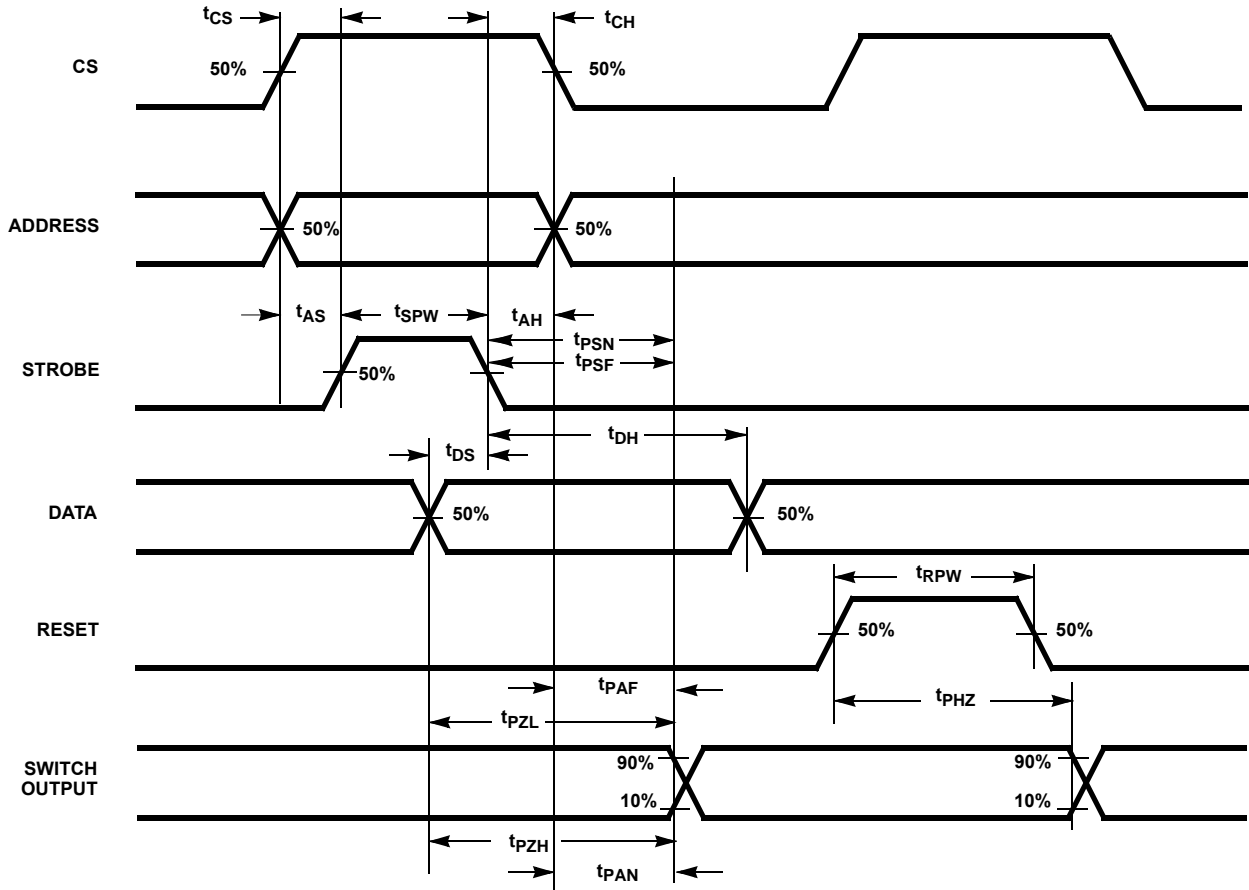 tCS tCH
CS 50% 50%
ADDRESS 50% 50%
tAS tSPW tAH
tPSN
tPSF
STROBE 50%
tDH
tDS
DATA 50% 50%
tRPW
RESET 50% 50%
tPAF tPHZ
tPZL
SWITCH
OUTPUT
90% 90%
10% 10%
tPZH
tPAN